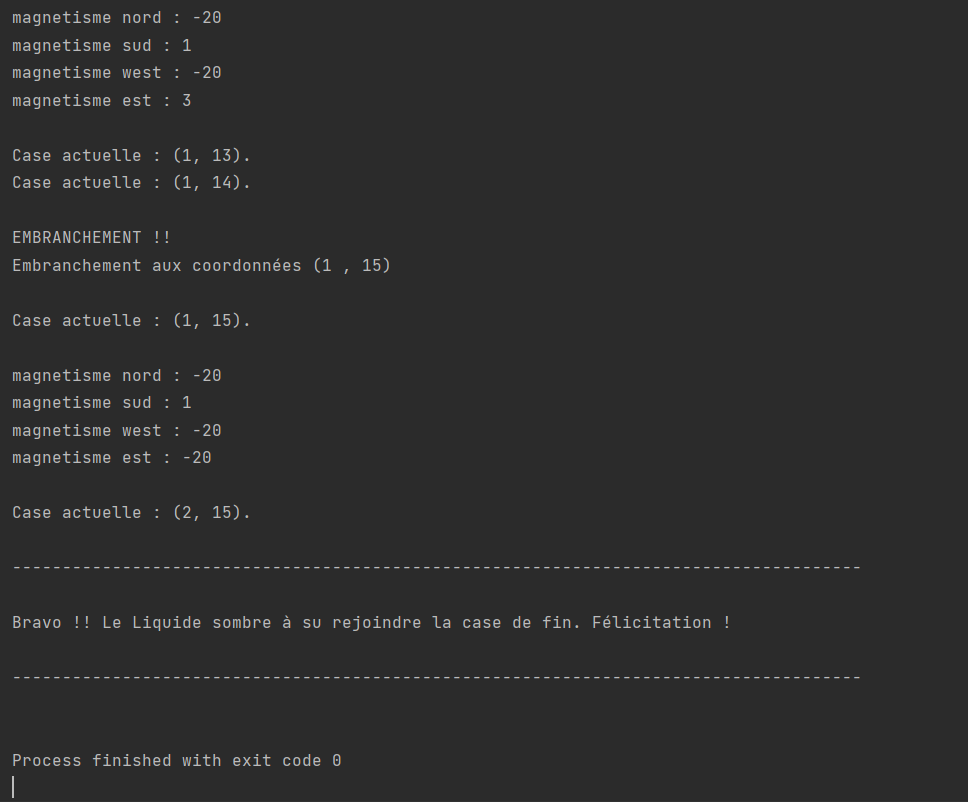 magnetisme nord : -20
magnetisme sud : 1
magnetisme west : -20
magnetisme est : 3
Case actuelle : (1, 13).
Case actuelle : (1, 14).
EMBRANCHEMENT !!
Embranchement aux coordonnées (1 , 15)
Case actuelle : (1, 15).
magnetisme nord : -20
magnetisme sud : 1
magnetisme west : -20
magnetisme est : -20
Case actuelle : (2, 15).
-------------------------------------------------------------------------------------
Bravo !! Le Liquide sombre à su rejoindre la case de fin. Félicitation !
-------------------------------------------------------------------------------------
Process finished with exit code 0